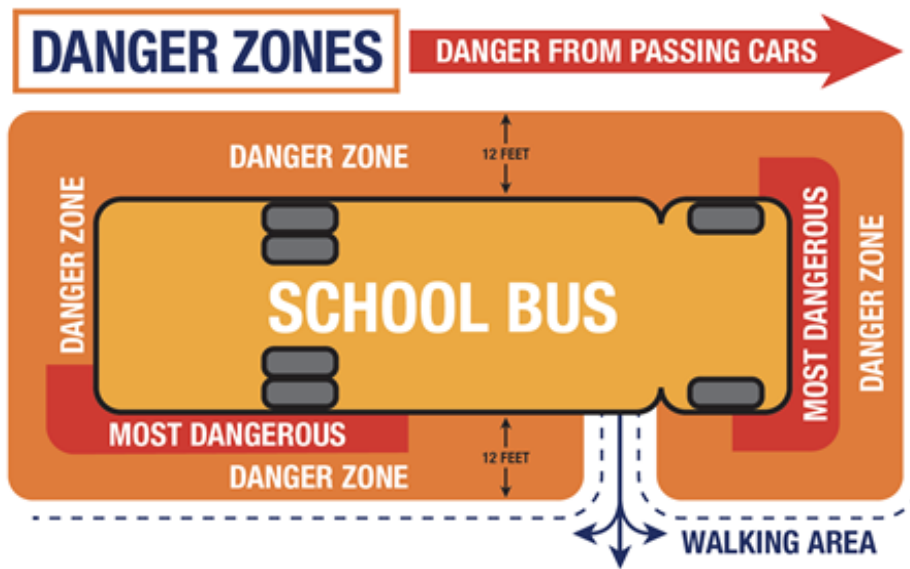 DANGER ZONES
DANGER FROM PASSING CARS
DANGER ZONE
12 FEET
DANGER ZONE
MOST DANGEROUS
DANGER ZONE
SCHOOL BUS
MOST DANGEROUS
12 FEET
DANGER ZONE
WALKING AREA